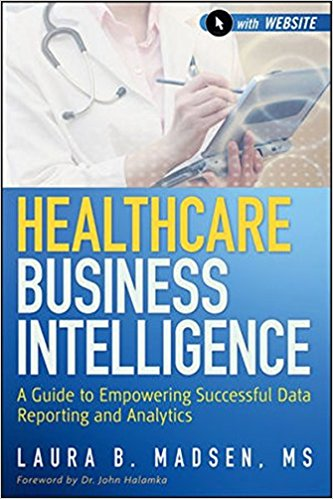 with WEBSITE
HEALTHCARE
BUSINESS
INTELLIGENCE
A Guide to Empowering Successful Data
Reporting and Analytics
LAURA B. MADSEN, MS
Foreword by Dr. John Halamka